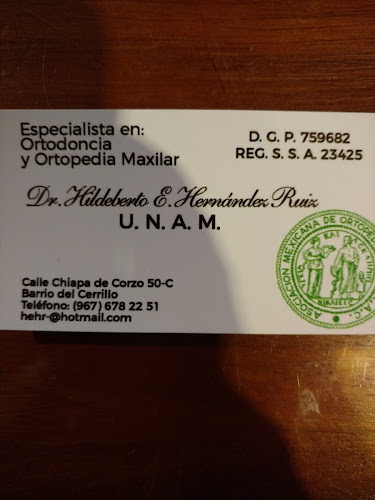 Especialista en:
Ortodoncia
y Ortopedia Maxilar
D. G. P. 759682
REG. S. S. A. 23425
Dr. Hildeberto E. Hernández Ruiz
U. N. A. M.
Calle Chiapa de Corzo 50-C
Barrio del Cerrillo
Teléfono: (967) 678 22 51
hehr-@hotmail.com
ASOCIACION MEXICANA DE ORTOPED